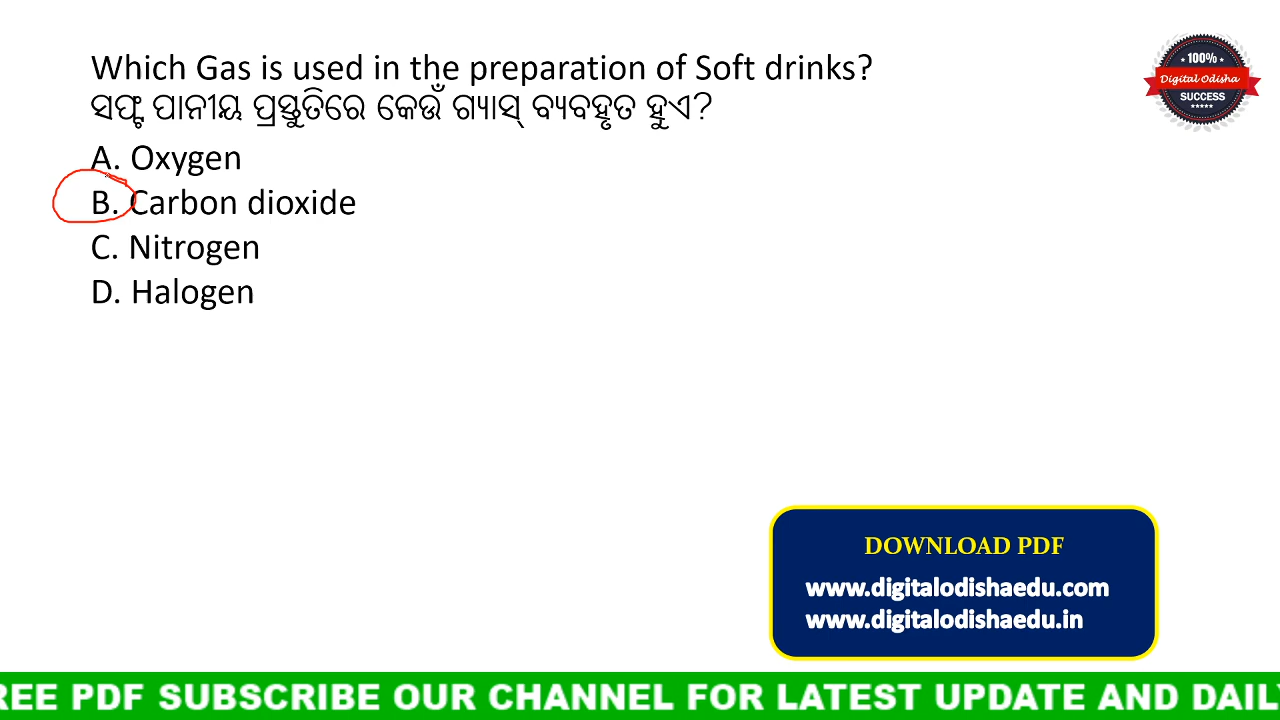 Which Gas is used in the preparation of Soft drinks?
ସଫ୍ଟ ପାନୀୟ ପ୍ରସ୍ତୁତିରେ କେଉଁ ଗ୍ୟାସ୍ ବ୍ୟବହୃତ ହୁଏ?
A. Oxygen
B. Carbon dioxide
C. Nitrogen
D. Halogen
100%
Digital Odisha
SUCCESS
DOWNLOAD PDF
www.digitalodishaedu.com
www.digitalodishaedu.in
REE PDF SUBSCRIBE OUR CHANNEL FOR LATEST UPDATE AND DAILY